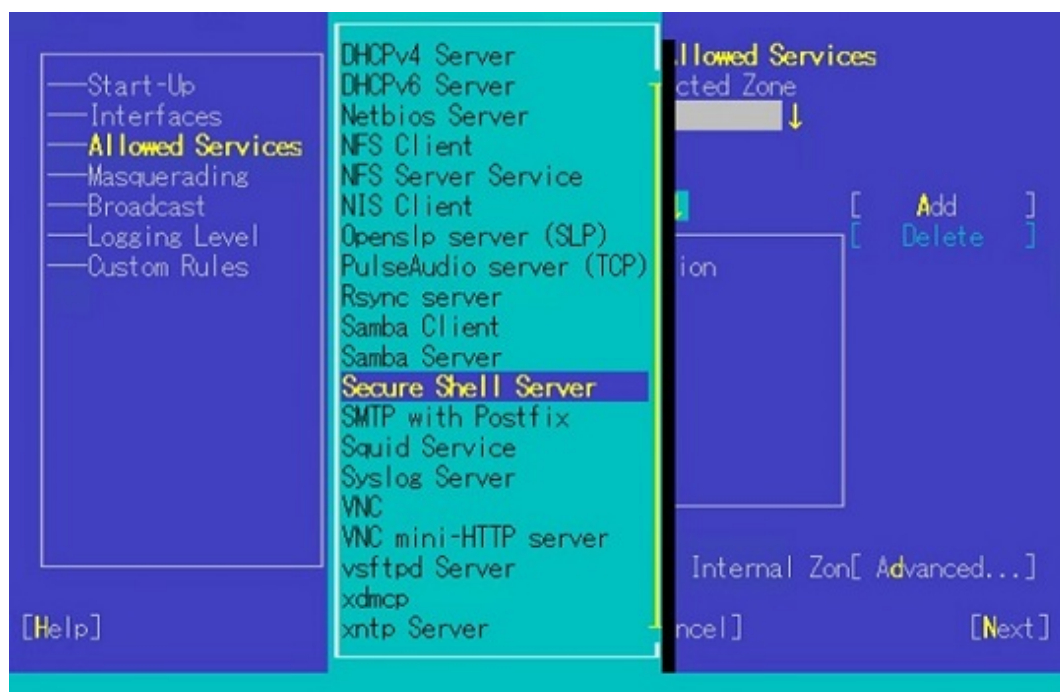 Start-Up
Interfaces
Allowed Services
Masquerading
Broadcast
Logging Level
Custom Rules
[Help]
DHCPv4 Server
DHCPv6 Server
Netbios Server
NFS Client
NFS Server Service
NIS Client
Openslp server (SLP)
PulseAudio server (TCP)
Rsync server
Samba Client
Samba Server
Secure Shell Server
SMTP with Postfix
Squid Service
Syslog Server
VNC
VNC mini-HTTP server
vsftpd Server
xdmcp
xntp Server
llowed Services
cted Zone
↓
↓
[ Add ]
[ Delete ]
ion
Internal Zon[ Advanced...]
ncel]
[Next]